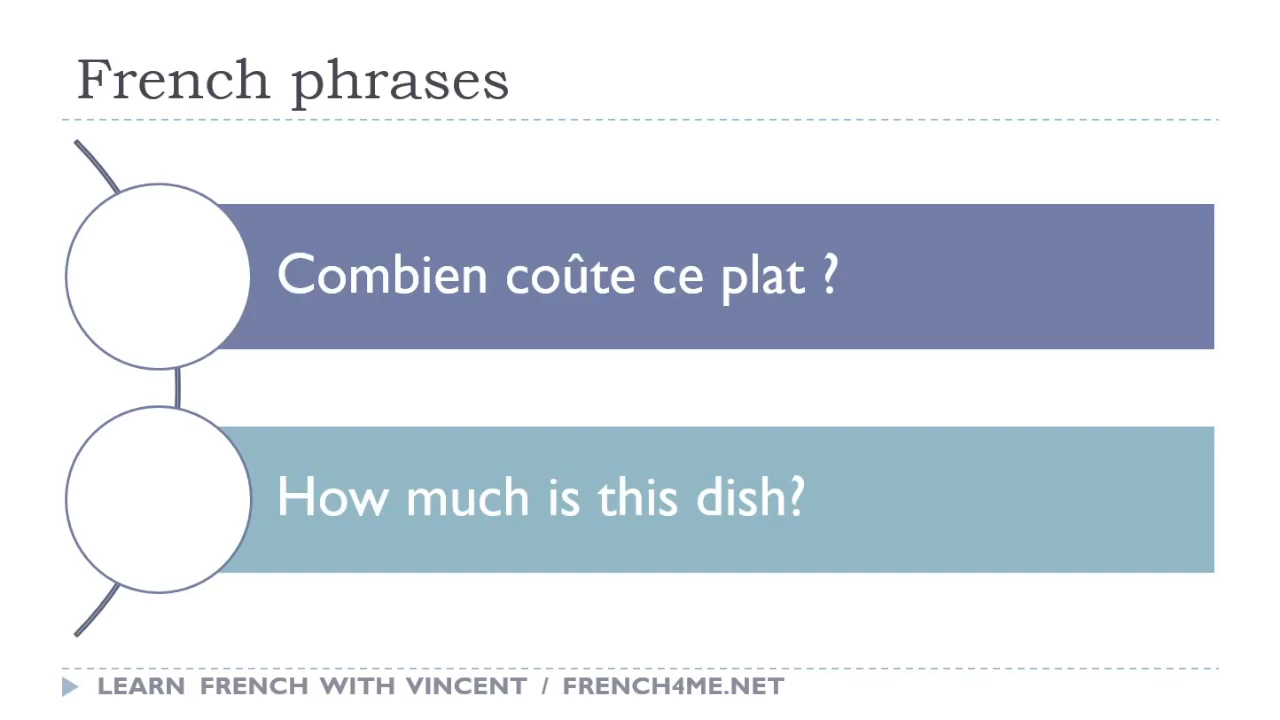 French phrases
Combien coûte ce plat ?
How much is this dish?
LEARN FRENCH WITH VINCENT / FRENCH4ME.NET